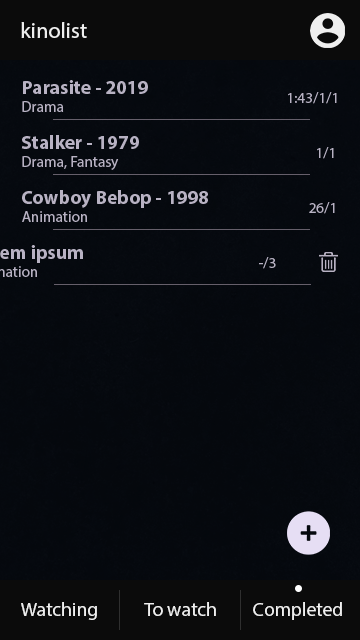 kinolist
Parasite - 2019
Drama
1:43/1/1
Stalker - 1979
Drama, Fantasy
1/1
Cowboy Bebop - 1998
Animation
26/1
em ipsum
nation
-/3
Watching
To watch
Completed